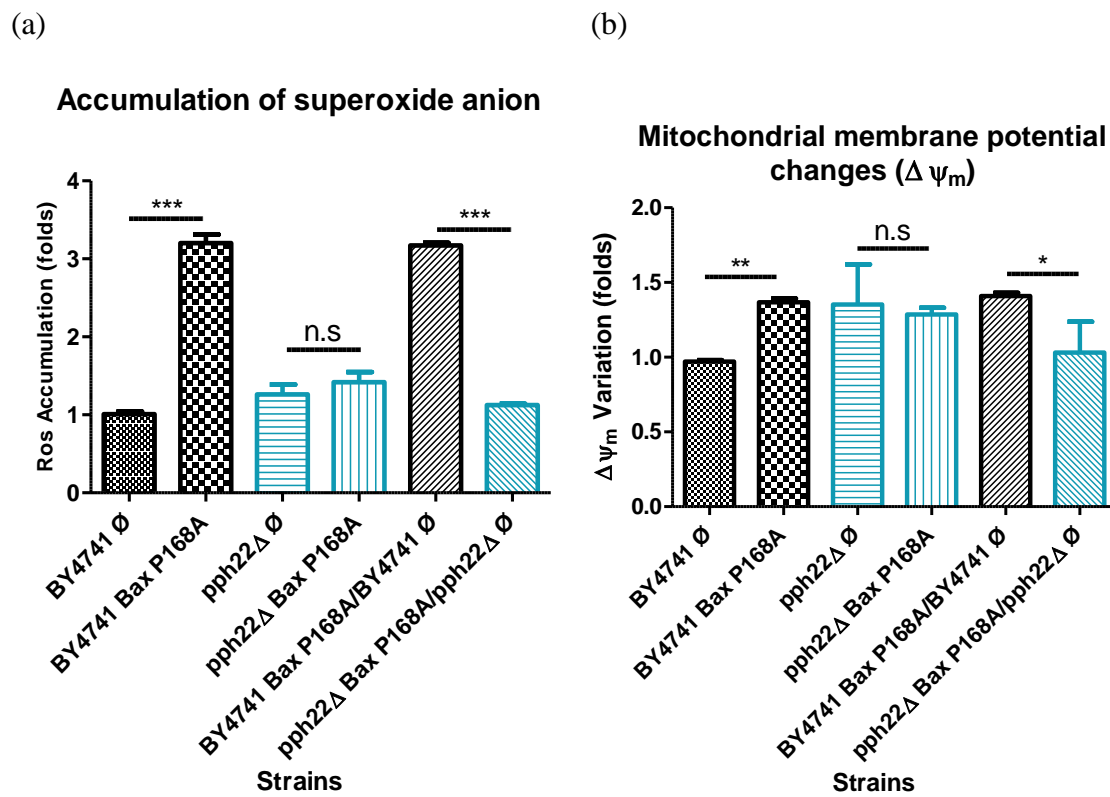 (a)
Accumulation of superoxide anion
Ros Accumulation (folds)
4
3
2
1
0
***
n.s
***
BY4741 Ø
BY4741 Bax P168A
pph22Δ Ø
pph22Δ Bax P168A
BY4741 Bax P168A/BY4741 Ø
pph22Δ Bax P168A/pph22Δ Ø
Strains
(b)
Mitochondrial membrane potential
changes (Δ ψm)
Δ ψm Variation (folds)
2.0
1.5
1.0
0.5
0.0
**
n.s
*
BY4741 Ø
BY4741 Bax P168A
pph22Δ Ø
pph22Δ Bax P168A
BY4741 Bax P168A/BY4741 Ø
pph22Δ Bax P168A/pph22Δ Ø
Strains